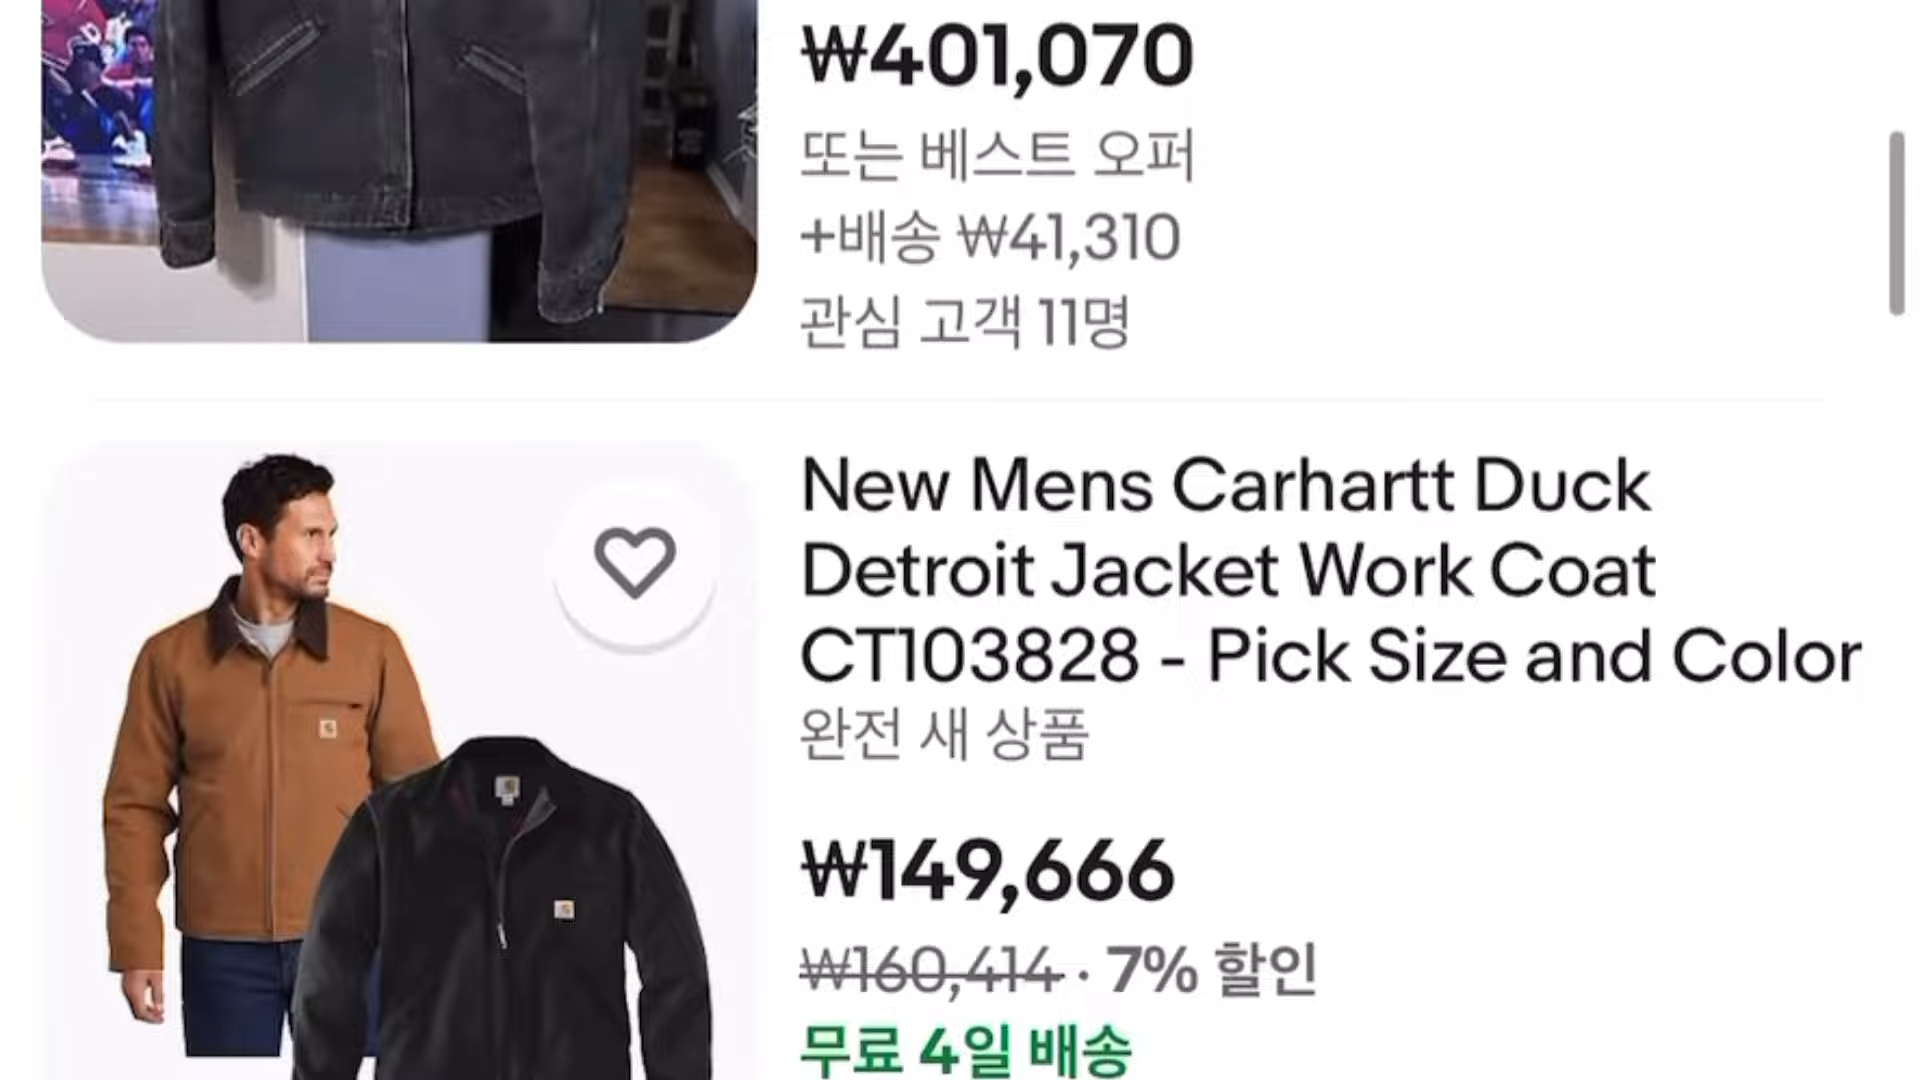 ₩401,070
또는 베스트 오퍼
+배송 ₩41,310
관심 고객 11명
New Mens Carhartt Duck
Detroit Jacket Work Coat
CT103828 - Pick Size and Color
완전 새 상품
₩149,666
₩160,414 · 7% 할인
무료 4일 배송